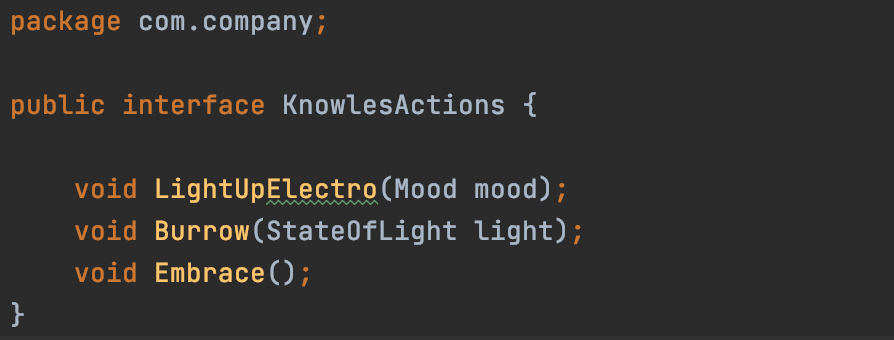 package com.company;
public interface KnowlesActions {
void LightUpElectro(Mood mood);
void Burrow(StateOfLight light);
void Embrace();
}